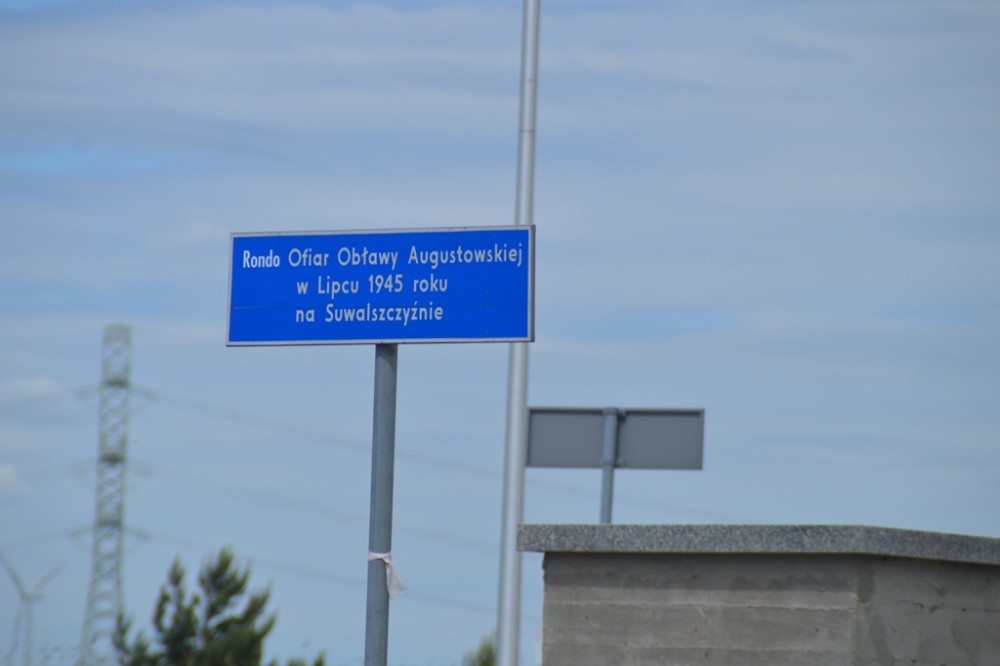 Rondo Ofiar Obławy Augustowskiej
w Lipcu 1945 roku
na Suwalszczyźnie